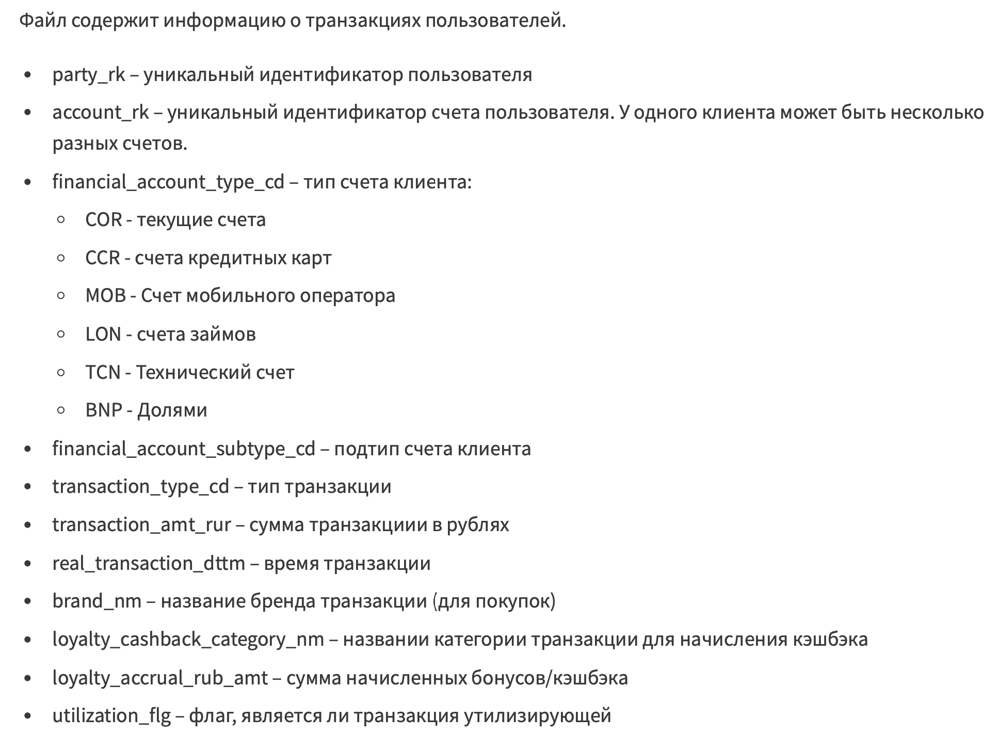 Файл содержит информацию о транзакциях пользователей.
• party_rk – уникальный идентификатор пользователя
• account_rk – уникальный идентификатор счета пользователя. У одного клиента может быть несколько
разных счетов.
• financial_account_type_cd – тип счета клиента:
◦ COR - текущие счета
◦ CCR - счета кредитных карт
◦ MOB - Счет мобильного оператора
◦ LON - счета займов
◦ TCN - Технический счет
◦ BNP - Долями
• financial_account_subtype_cd – подтип счета клиента
• transaction_type_cd – тип транзакции
• transaction_amt_rur – сумма транзакциии в рублях
• real_transaction_dttm – время транзакции
• brand_nm – название бренда транзакции (для покупок)
• loyalty_cashback_category_nm – названии категории транзакции для начисления кэшбэка
• loyalty_accrual_rub_amt – сумма начисленных бонусов/кэшбэка
• utilization_flg – флаг, является ли транзакция утилизирующей